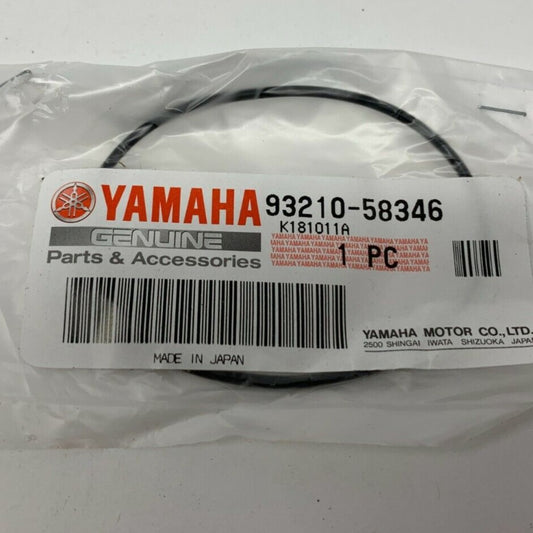 YAMAHA 93210-58346
GENUINE K181011A
Parts & Accessories 1 PC
YAMAHA MOTOR CO., LTD.
2500 SHINGAI IWATA SHIZUOKA JAPAN
MADE IN JAPAN